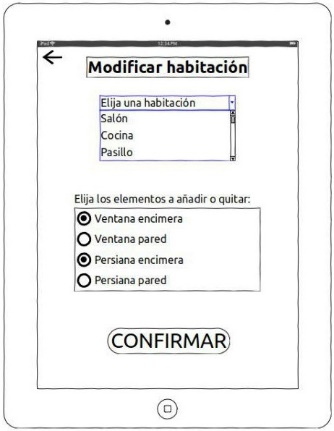 12:34 PM
Modificar habitación
Elija una habitación
Salón
Cocina
Pasillo
Elija los elementos a añadir o quitar:
Ventana encimera
Ventana pared
Persiana encimera
Persiana pared
CONFIRMAR